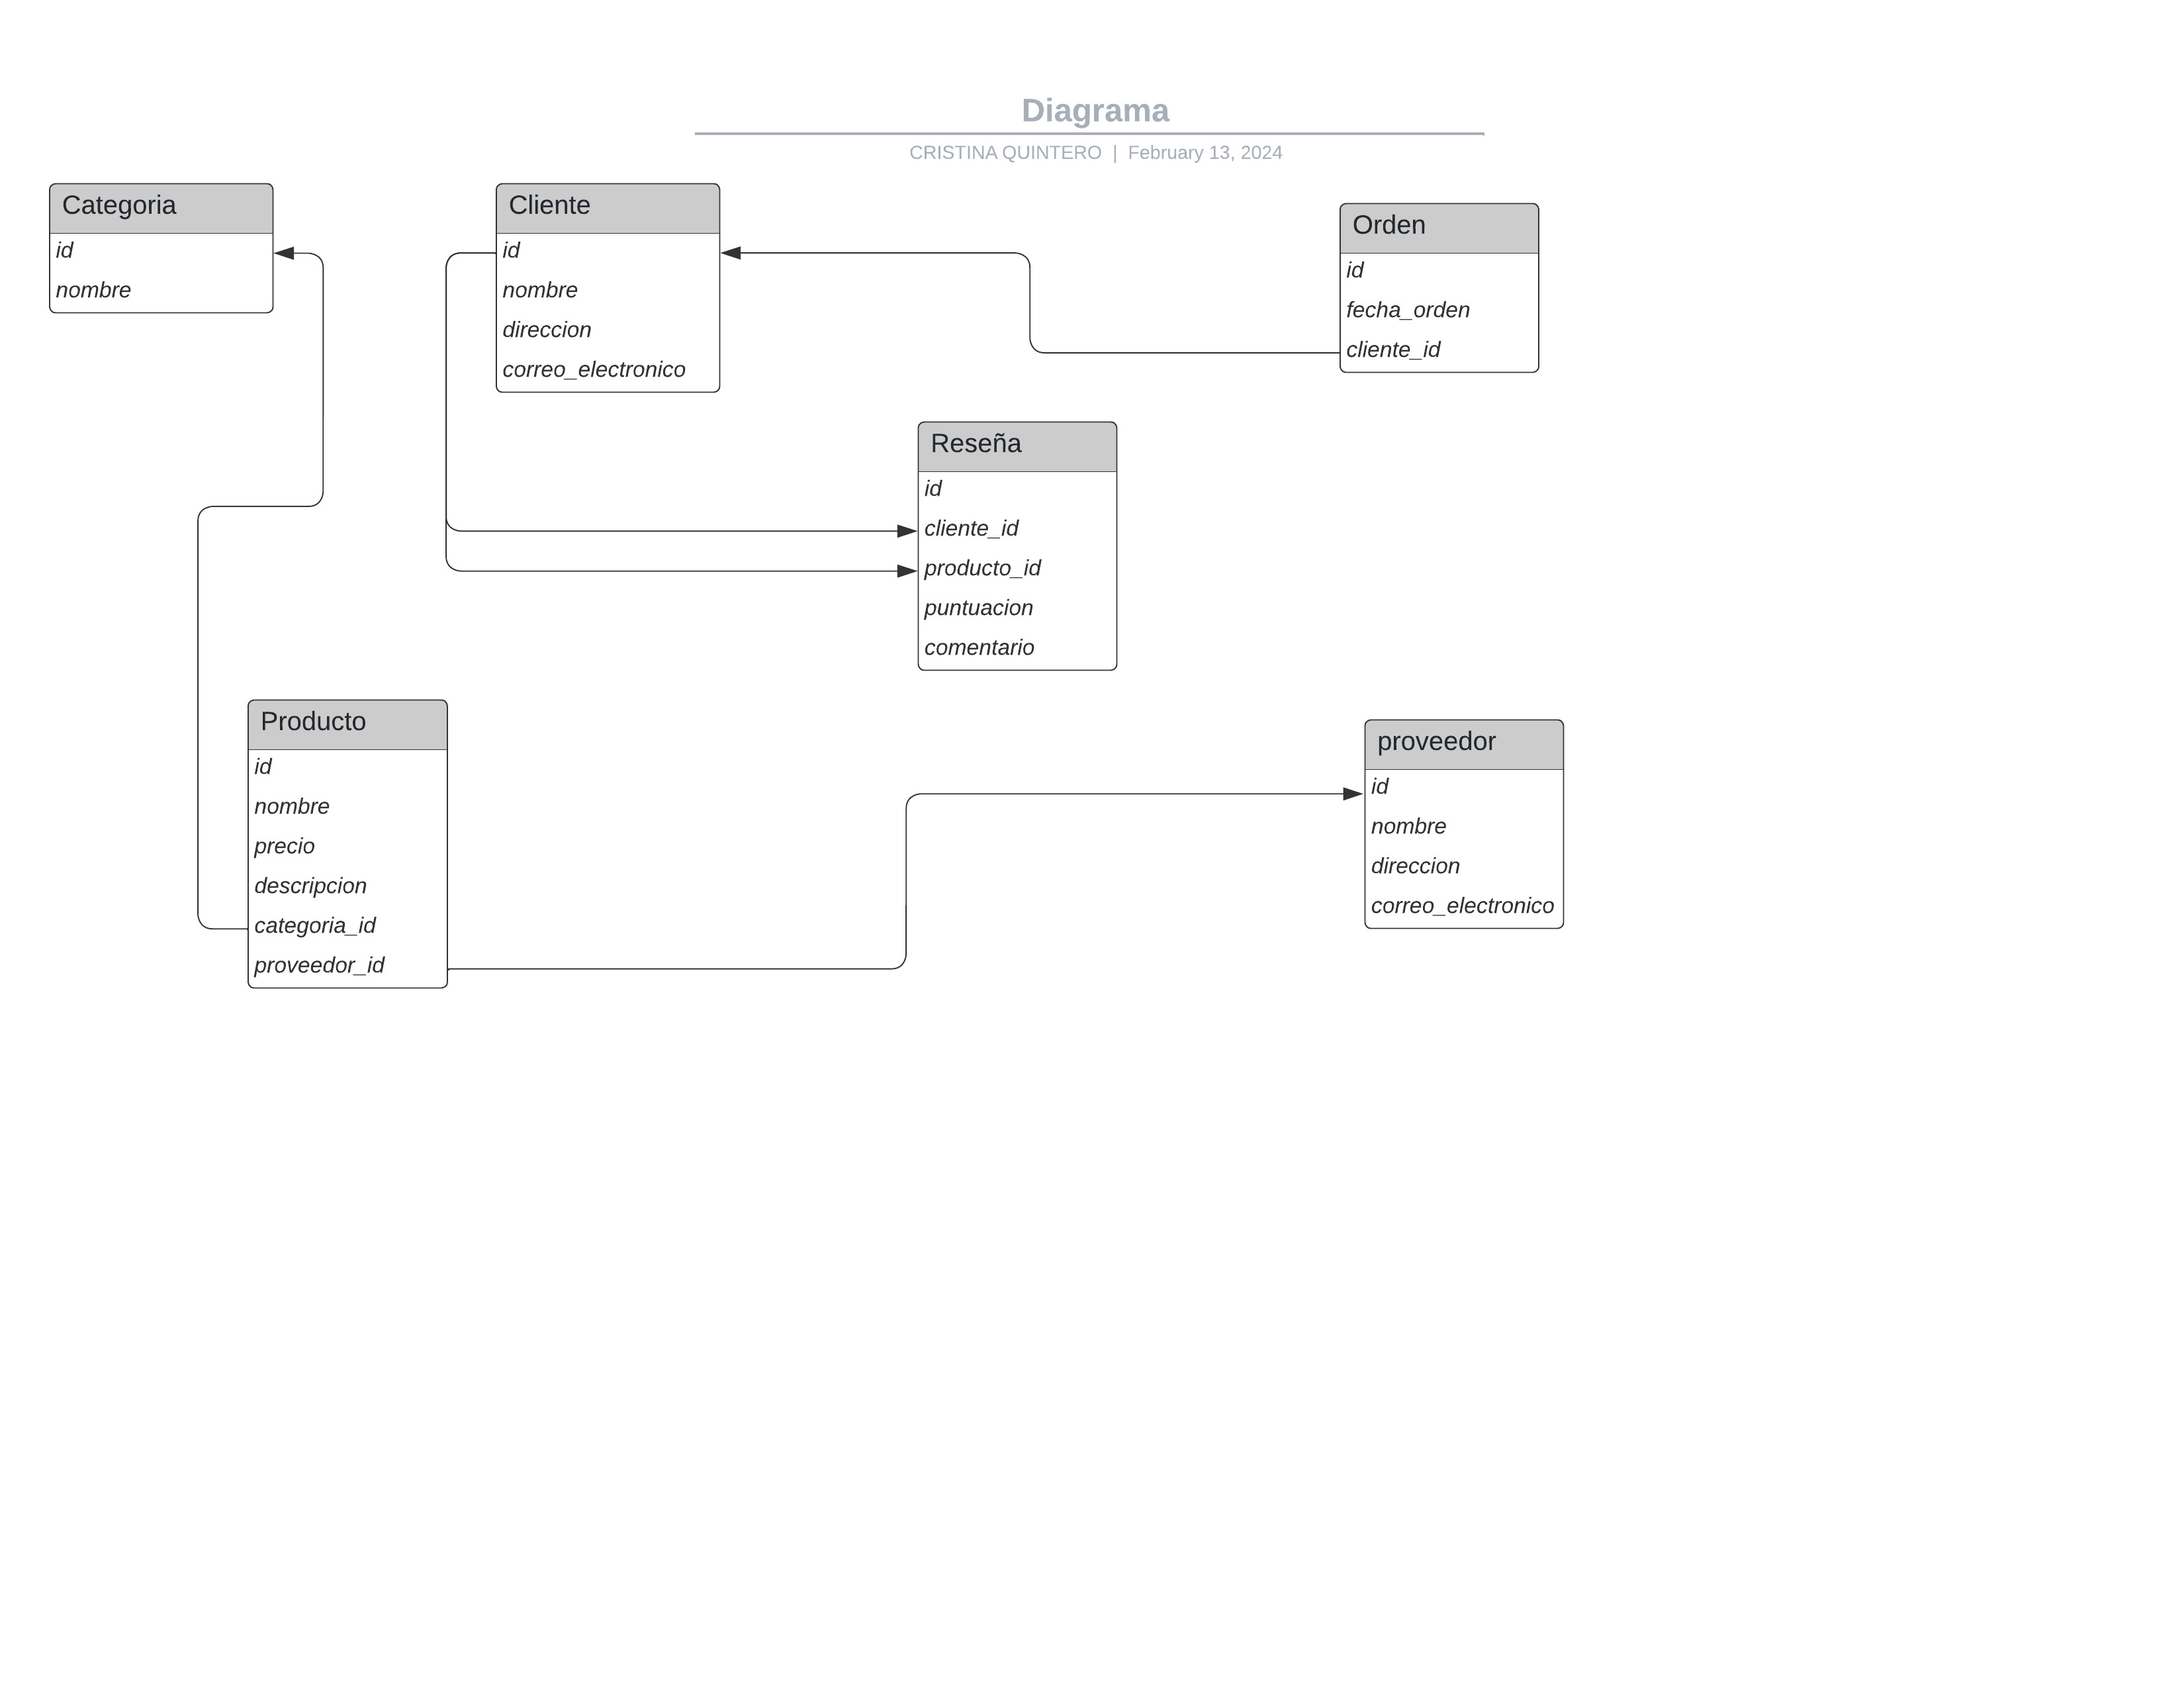 Diagrama
CRISTINA QUINTERO | February 13, 2024
Categoria
id
nombre
Cliente
id
nombre
direccion
correo_electronico
Orden
id
fecha_orden
cliente_id
Reseña
id
cliente_id
producto_id
puntuacion
comentario
Producto
id
nombre
precio
descripcion
categoria_id
proveedor_id
proveedor
id
nombre
direccion
correo_electronico